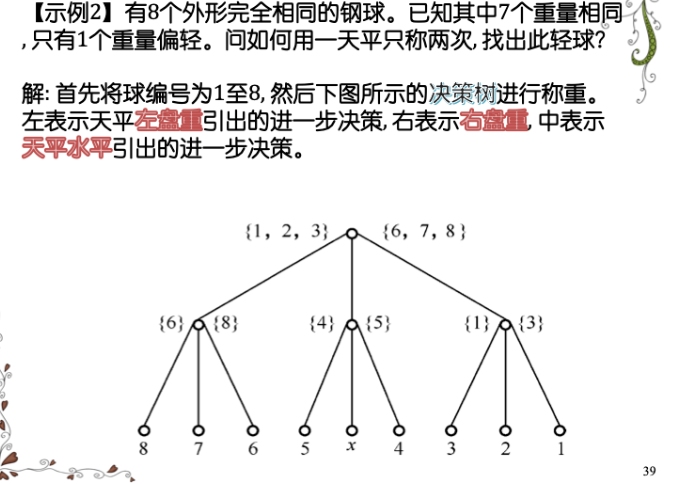 【示例2】有8个外形完全相同的钢球。已知其中7个重量相同
,只有1个重量偏轻。问如何用一天平只称两次,找出此轻球?
解: 首先将球编号为1至8,然后下图所示的决策树进行称重。
左表示天平左盘重引出的进一步决策,右表示右盘重,中表示
天平水平引出的进一步决策。
{1, 2, 3} {6, 7, 8}
{6} {8} {4} {5} {1} {3}
8 7 6 5 x 4 3 2 1
39